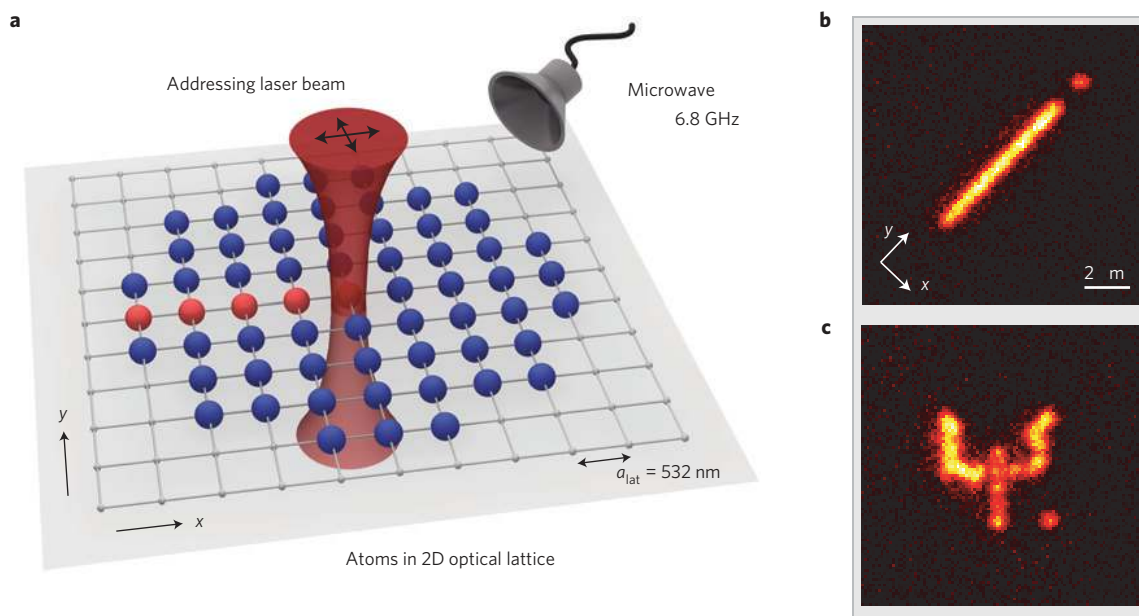 a
Addressing laser beam
Microwave
6.8 GHz
y
x
a_lat = 532 nm
Atoms in 2D optical lattice
b
y
x
2 m
c